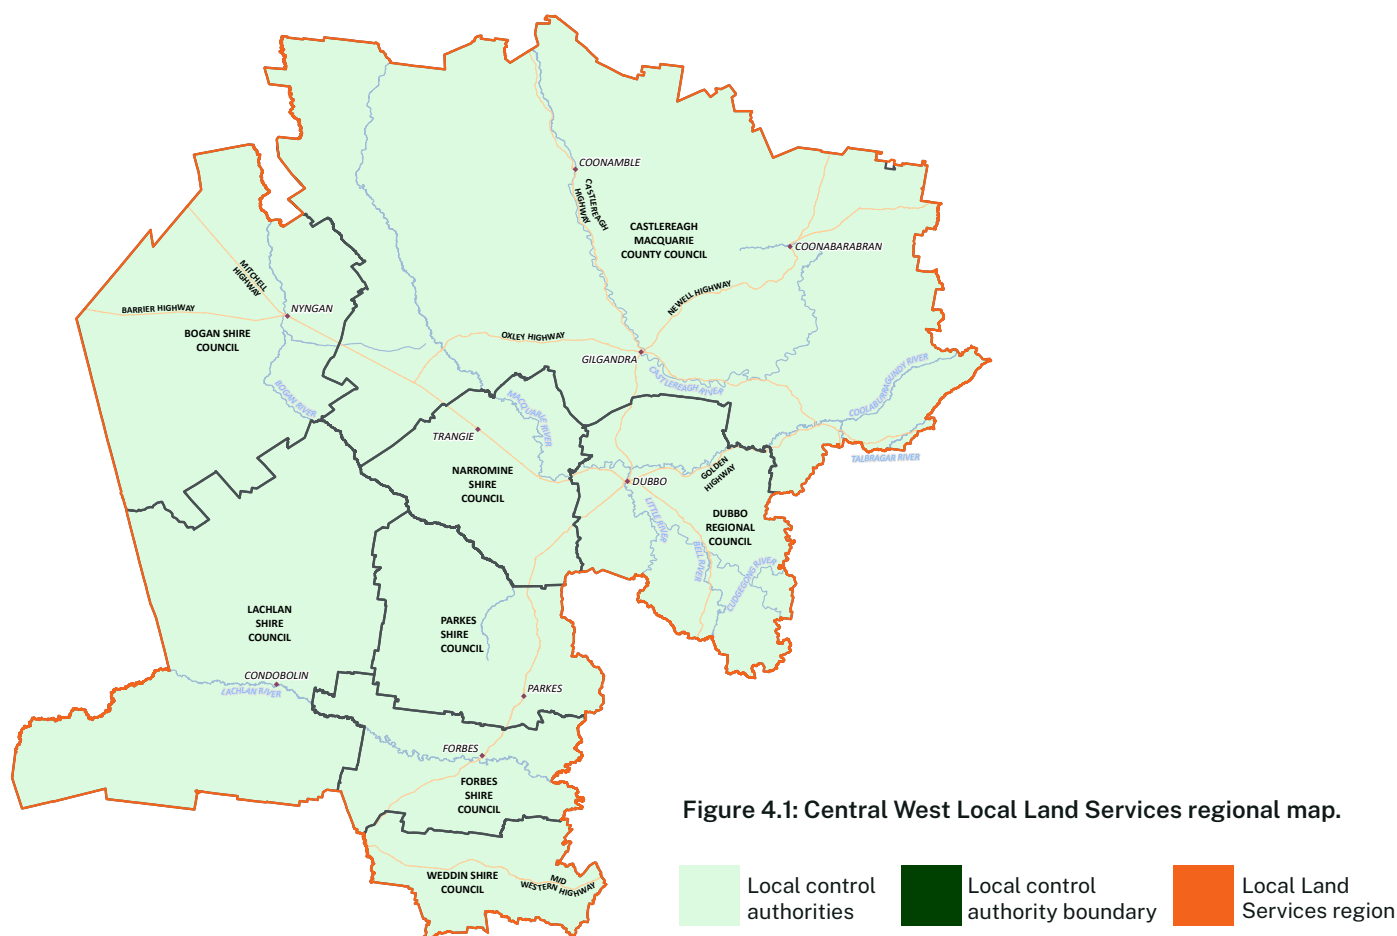 COONAMBLE
CASTLEREAGH
HIGHWAY
CASTLEREAGH
MACQUARIE
COUNTY COUNCIL
COONABARABRAN
MITCHELL
HIGHWAY
BARRIER HIGHWAY
NYNGAN
NEWELL HIGHWAY
BOGAN SHIRE
COUNCIL
OXLEY HIGHWAY
GILGANDRA
CASTLEREAGH RIVER
COOLABURRAGUNDY RIVER
BOGAN RIVER
MACQUARIE RIVER
TRANGIE
TALBRAGAR RIVER
NARROMINE
SHIRE
COUNCIL
GOLDEN
HIGHWAY
DUBBO
LITTLE RIVER
DUBBO
REGIONAL
COUNCIL
BELL RIVER
CUDGEGONG RIVER
LACHLAN
SHIRE
COUNCIL
PARKES
SHIRE
COUNCIL
CONDOBOLIN
LACHLAN RIVER
PARKES
FORBES
FORBES
SHIRE
COUNCIL
Figure 4.1: Central West Local Land Services regional map.
WEDDIN SHIRE
COUNCIL
MID
WESTERN HIGHWAY
Local control
authorities
Local control
authority boundary
Local Land
Services region